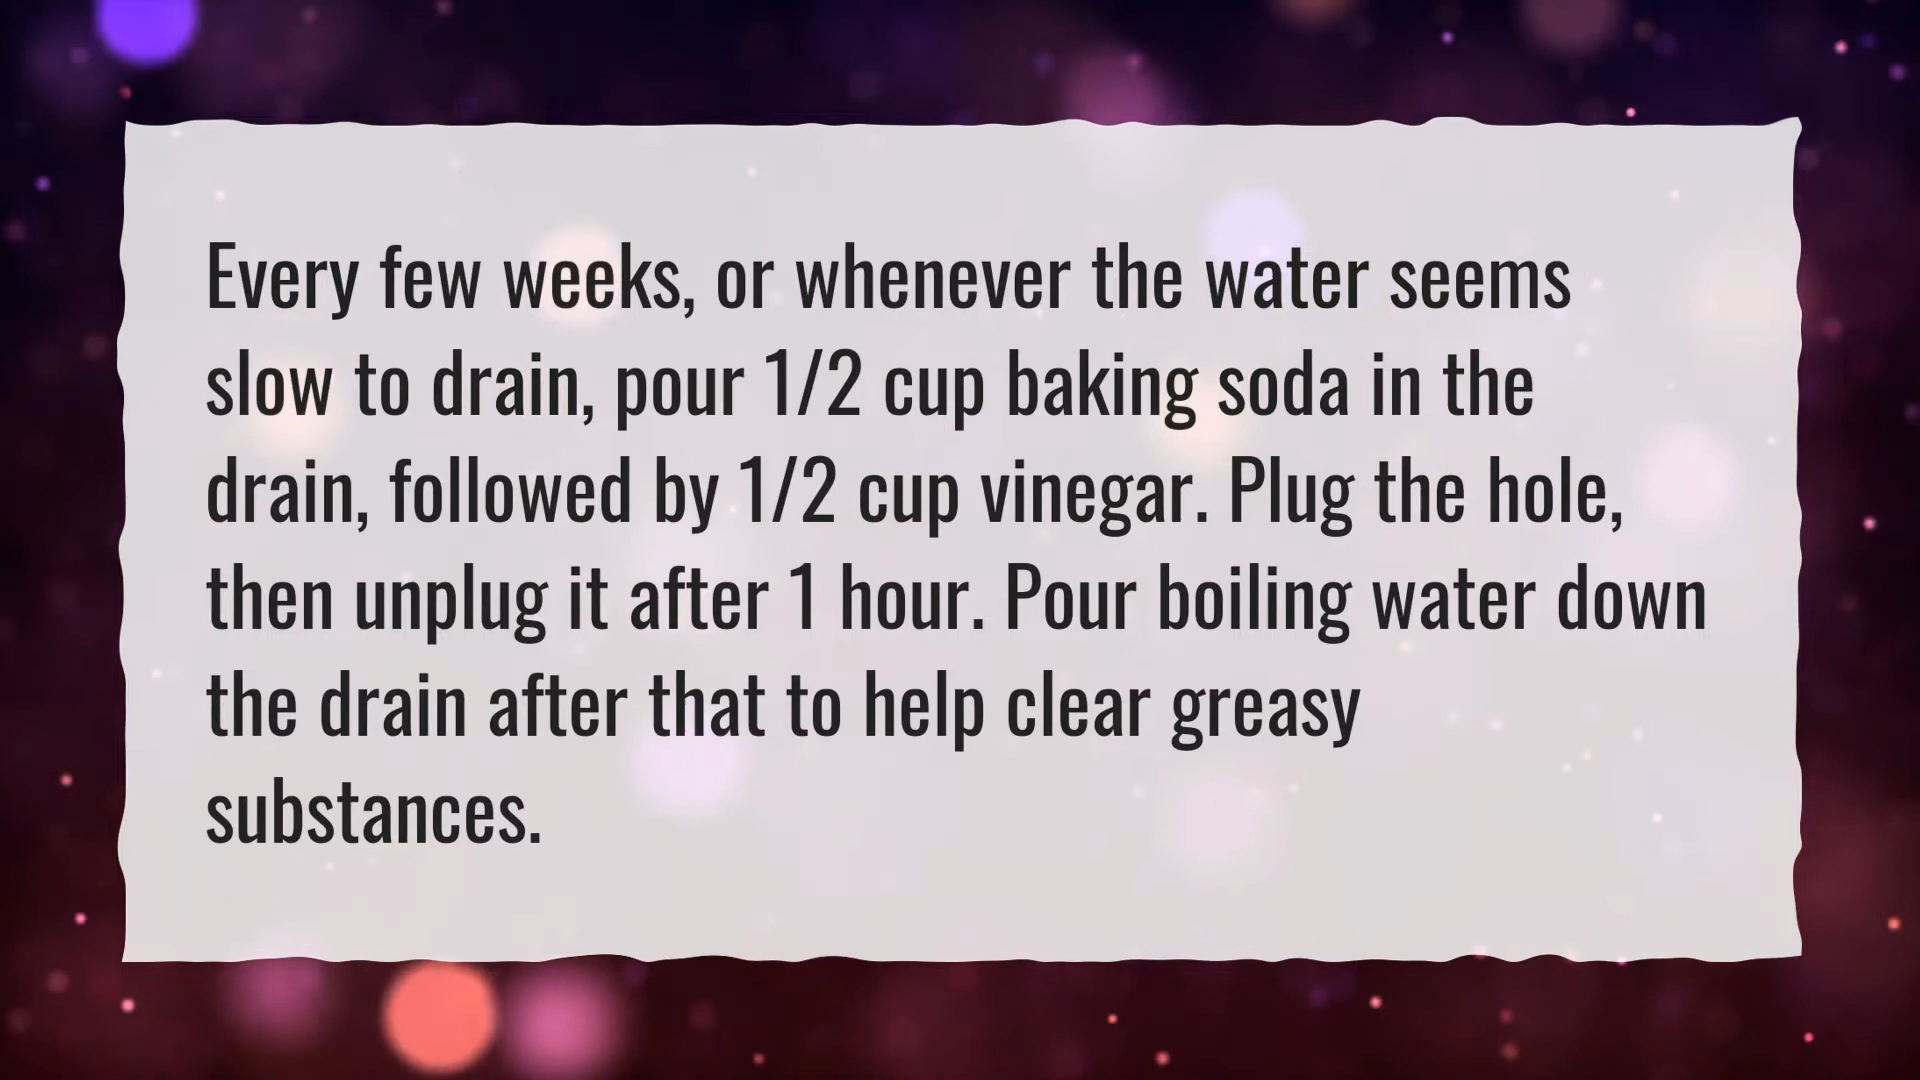 Every few weeks, or whenever the water seems
slow to drain, pour 1/2 cup baking soda in the
drain, followed by 1/2 cup vinegar. Plug the hole,
then unplug it after 1 hour. Pour boiling water down
the drain after that to help clear greasy
substances.